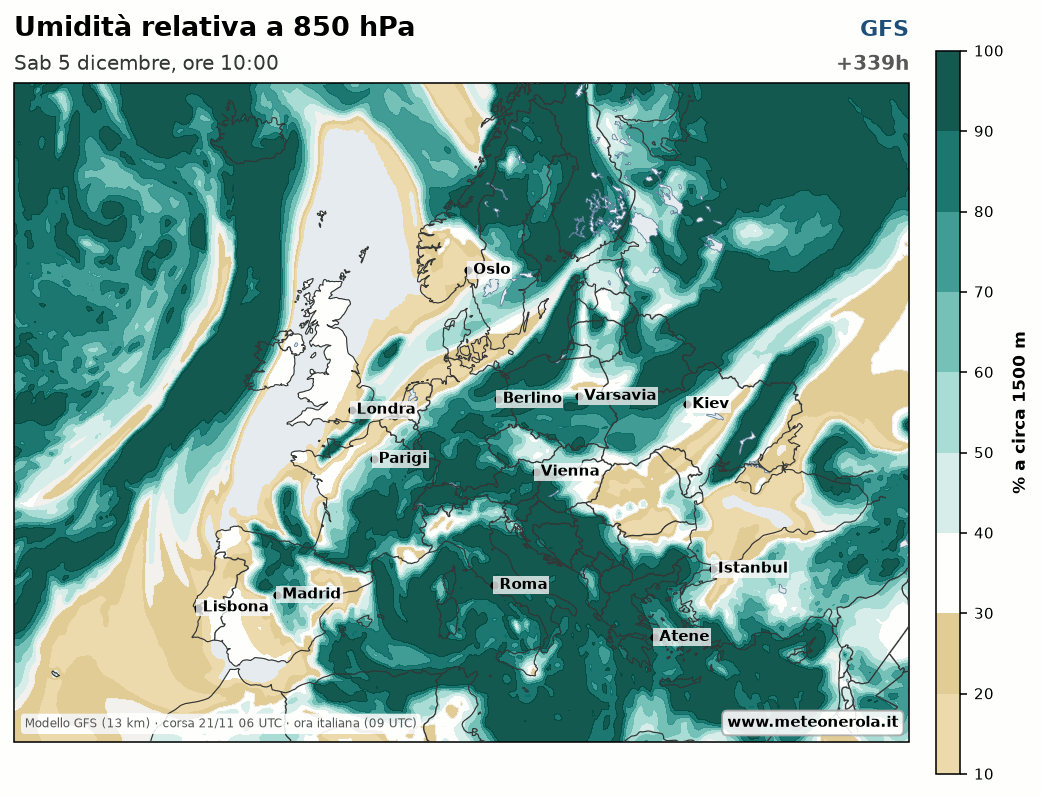 Umidità relativa a 850 hPa
GFS
Sab 5 dicembre, ore 10:00
+339h
100
90
80
70
60
50
40
30
20
10
% a circa 1500 m
Oslo
Londra
Berlino
Varsavia
Kiev
Parigi
Vienna
Istanbul
Madrid
Roma
Lisbona
Atene
Modello GFS (13 km) · corsa 21/11 06 UTC · ora italiana (09 UTC)
www.meteonerola.it